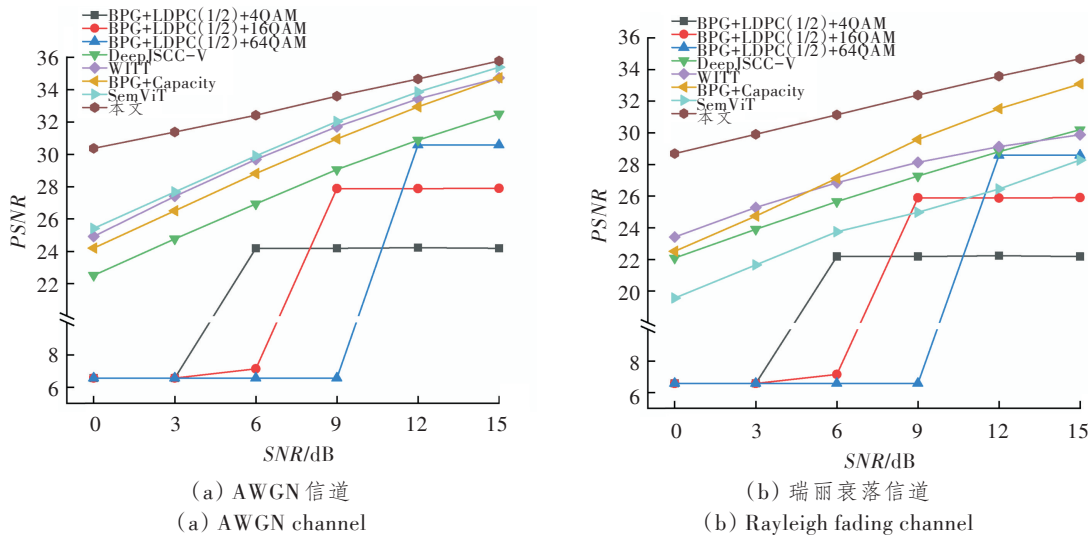 BPG+LDPC(1/2)+4QAM
BPG+LDPC(1/2)+16QAM
BPG+LDPC(1/2)+64QAM
DeepJSCC-V
WITT
BPG+Capacity
SemViT
本文
36
34
32
30
28
26
24
22
8
6
PSNR
0 3 6 9 12 15
SNR/dB
(a) AWGN 信道
(a) AWGN channel
BPG+LDPC(1/2)+4QAM
BPG+LDPC(1/2)+16QAM
BPG+LDPC(1/2)+64QAM
DeepJSCC-V
WITT
BPG+Capacity
SemViT
本文
36
34
32
30
28
26
24
22
20
8
6
PSNR
0 3 6 9 12 15
SNR/dB
(b) 瑞丽衰落信道
(b) Rayleigh fading channel